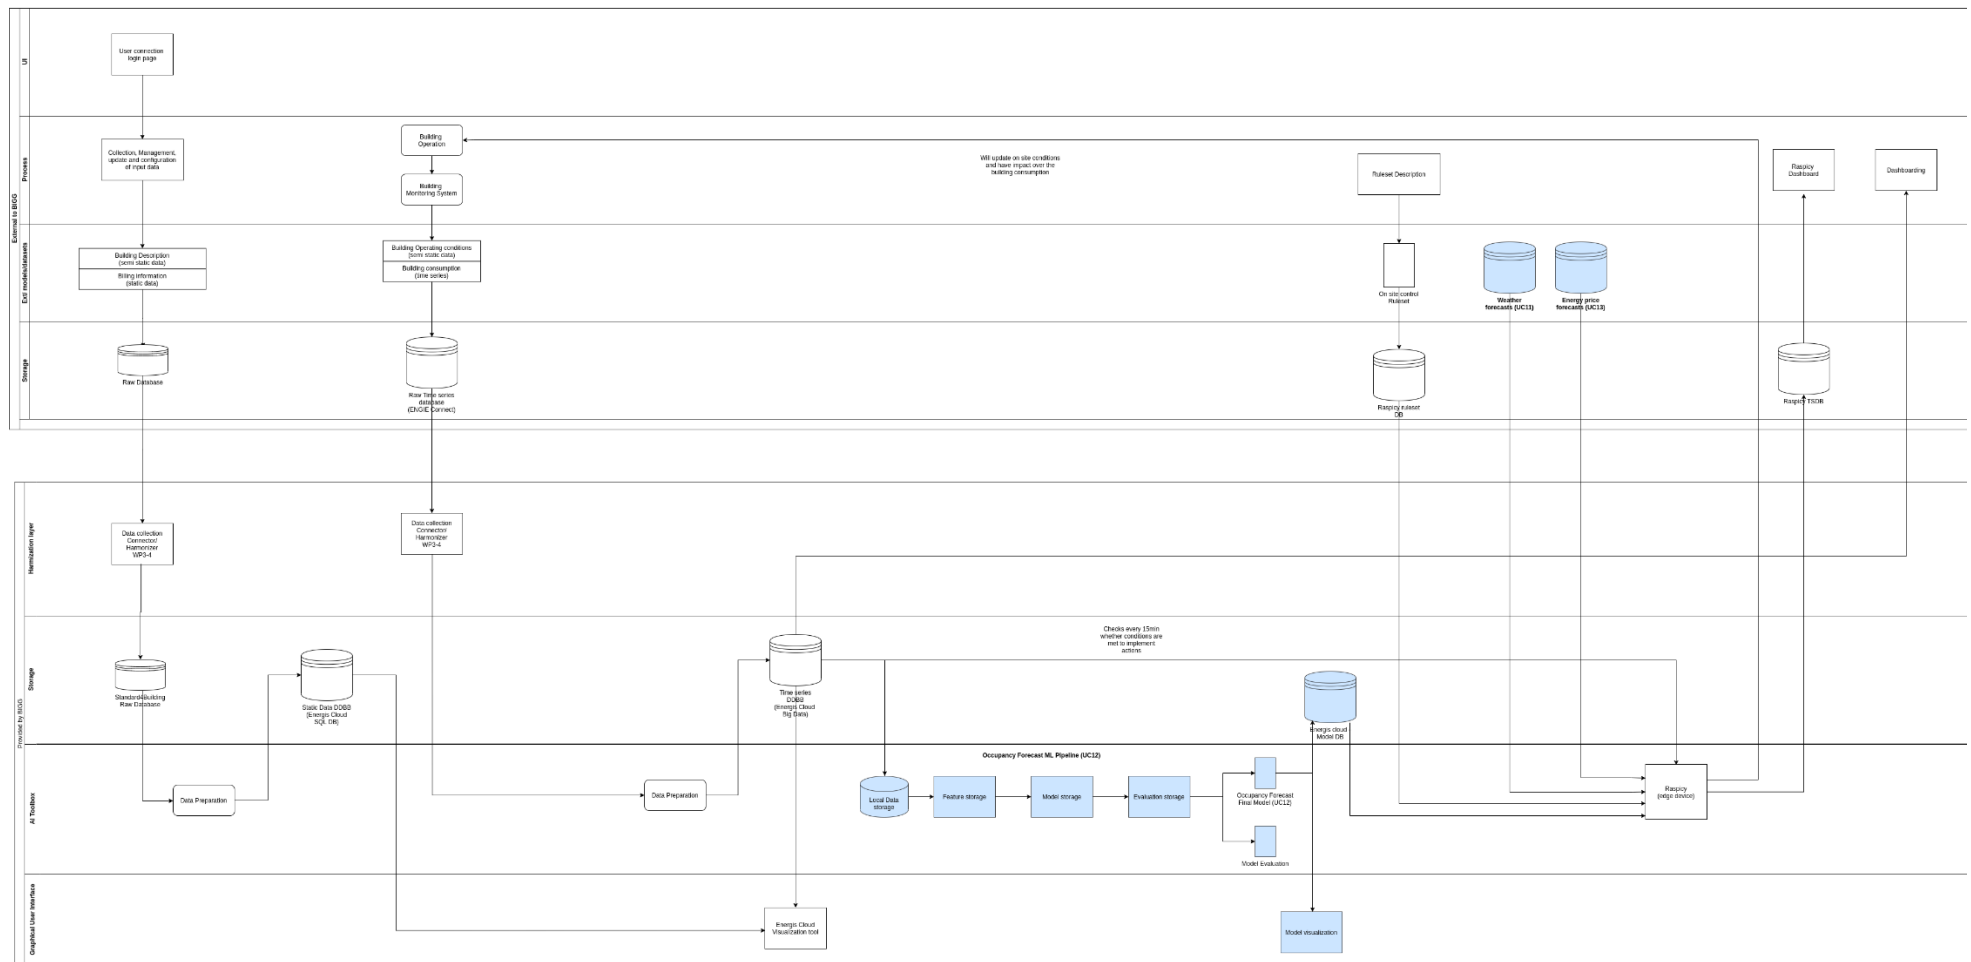 UI
User connection
login page
External to BIGG
Process
Collection, Management,
update and configuration
of input data
Building
Operation
Building
Monitoring System
Will update on site conditions
and have impact over the
building consumption
Ruleset Description
Raspicy
Dashboard
Dashboarding
Ext/ models/datasets
Building Description
(semi static data)
Billing information
(static data)
Building Operating conditions
(semi static data)
Building consumption
(time series)
On site control
Ruleset
Weather
forecasts (UC11)
Energy price
forecasts (UC13)
Storage
Raw Database
Raw Time series
database
(ENGIE Connect)
Raspicy ruleset
DB
Raspicy TSDB
Provided by BIGG
Harmization layer
Data collection
Connector/
Harmonizer
WP3-4
Data collection
Connector/
Harmonizer
WP3-4
Storage
Standard Building
Raw Database
Static Data DDBB
(Energis Cloud
SQL DB)
Time series
DDBB
(Energis Cloud
Big Data)
Checks every 15min
whether conditions are
met to implement
actions
Energis cloud
Model DB
AI Toolbox
Occupancy Forecast ML Pipeline (UC12)
Data Preparation
Data Preparation
Local Data
storage
Feature storage
Model storage
Evaluation storage
Occupancy Forecast
Final Model (UC12)
Model Evaluation
Raspicy
(edge device)
Graphical User Interface
Energis Cloud
Visualization tool
Model visualization